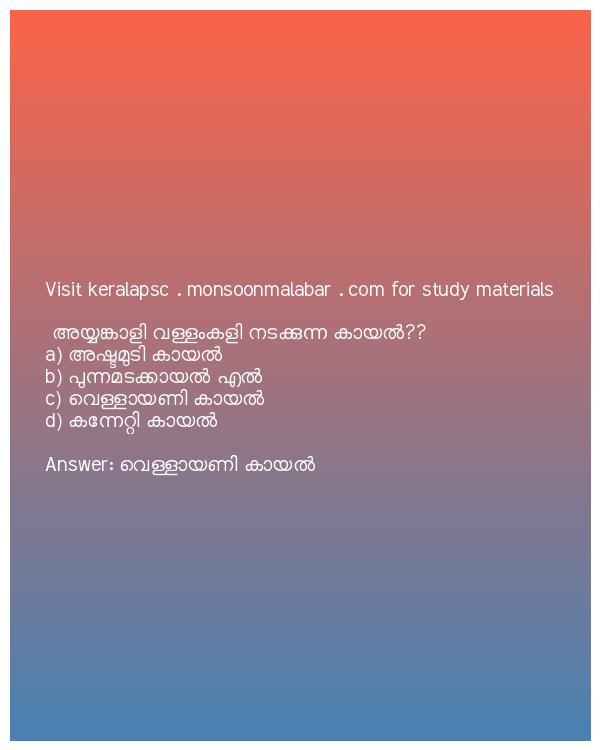 Visit keralapsc . monsoonmalabar . com for study materials
അയ്യങ്കാളി വള്ളംകളി നടക്കുന്ന കായൽ??
a) അഷ്ടമുടി കായൽ
b) പുന്നമടക്കായൽ എൽ
c) വെള്ളായണി കായൽ
d) കന്നേറ്റി കായൽ
Answer: വെള്ളായണി കായൽ